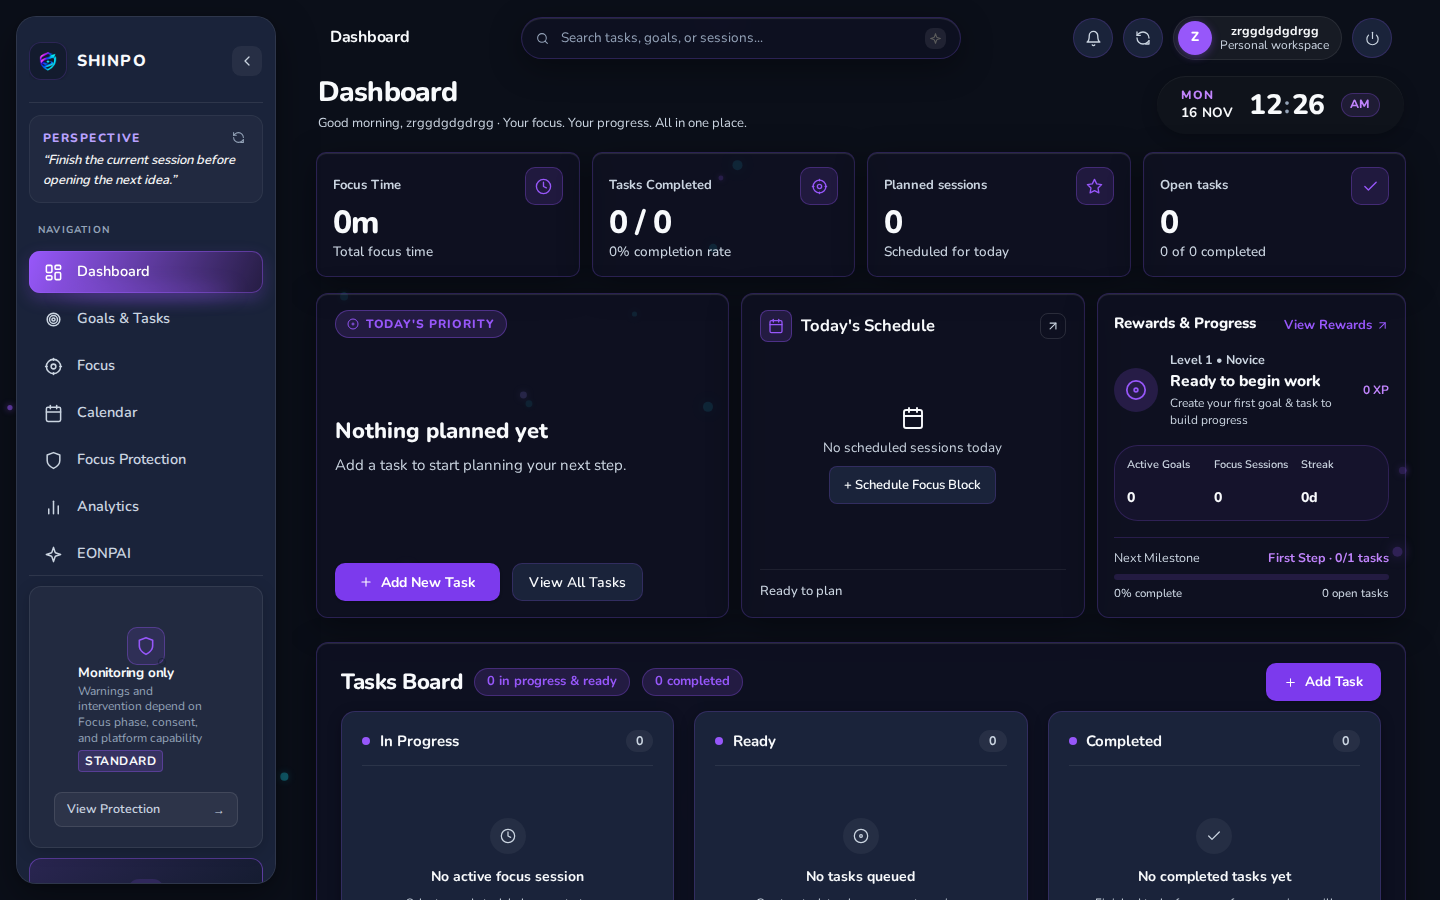 SHINPO
PERSPECTIVE
“Finish the current session before
opening the next idea.”
NAVIGATION
Dashboard
Goals & Tasks
Focus
Calendar
Focus Protection
Analytics
EONPAI
Monitoring only
Warnings and
intervention depend on
Focus phase, consent,
and platform capability
STANDARD
View Protection →
Dashboard
Search tasks, goals, or sessions...
Z
zrggdgdgdrgg
Personal workspace
Dashboard
Good morning, zrggdgdgdrgg · Your focus. Your progress. All in one place.
MON
16 NOV
12:26
AM
Focus Time
0m
Total focus time
Tasks Completed
0 / 0
0% completion rate
Planned sessions
0
Scheduled for today
Open tasks
0
0 of 0 completed
TODAY'S PRIORITY
Nothing planned yet
Add a task to start planning your next step.
+ Add New Task
View All Tasks
Today's Schedule
No scheduled sessions today
+ Schedule Focus Block
Ready to plan
Rewards & Progress
View Rewards
Level 1 • Novice
Ready to begin work
0 XP
Create your first goal & task to
build progress
Active Goals Focus Sessions Streak
0 0 0d
Next Milestone First Step · 0/1 tasks
0% complete 0 open tasks
Tasks Board
0 in progress & ready
0 completed
+ Add Task
In Progress 0
No active focus session
Ready 0
No tasks queued
Completed 0
No completed tasks yet